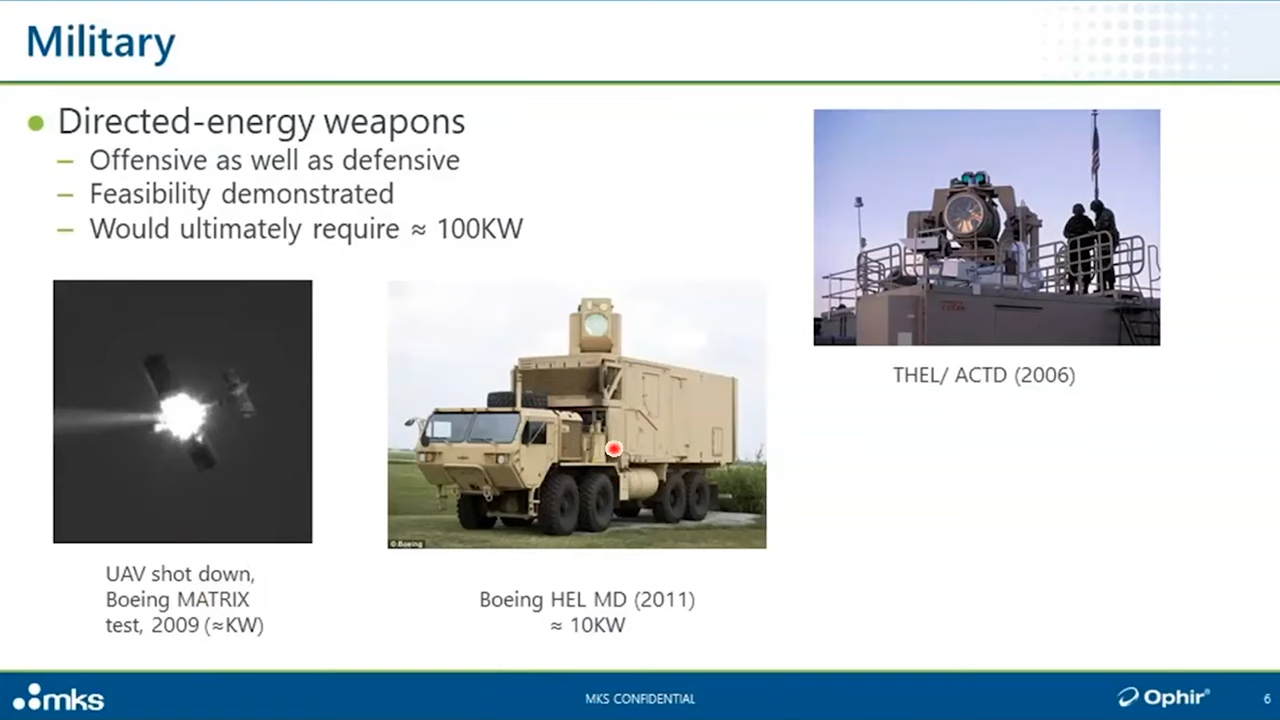 Military
Directed-energy weapons
– Offensive as well as defensive
– Feasibility demonstrated
– Would ultimately require ≈ 100KW
THEL/ ACTD (2006)
© Boeing
UAV shot down,
Boeing MATRIX
test, 2009 (≈KW)
Boeing HEL MD (2011)
≈ 10KW
mks
MKS CONFIDENTIAL
Ophir®
6